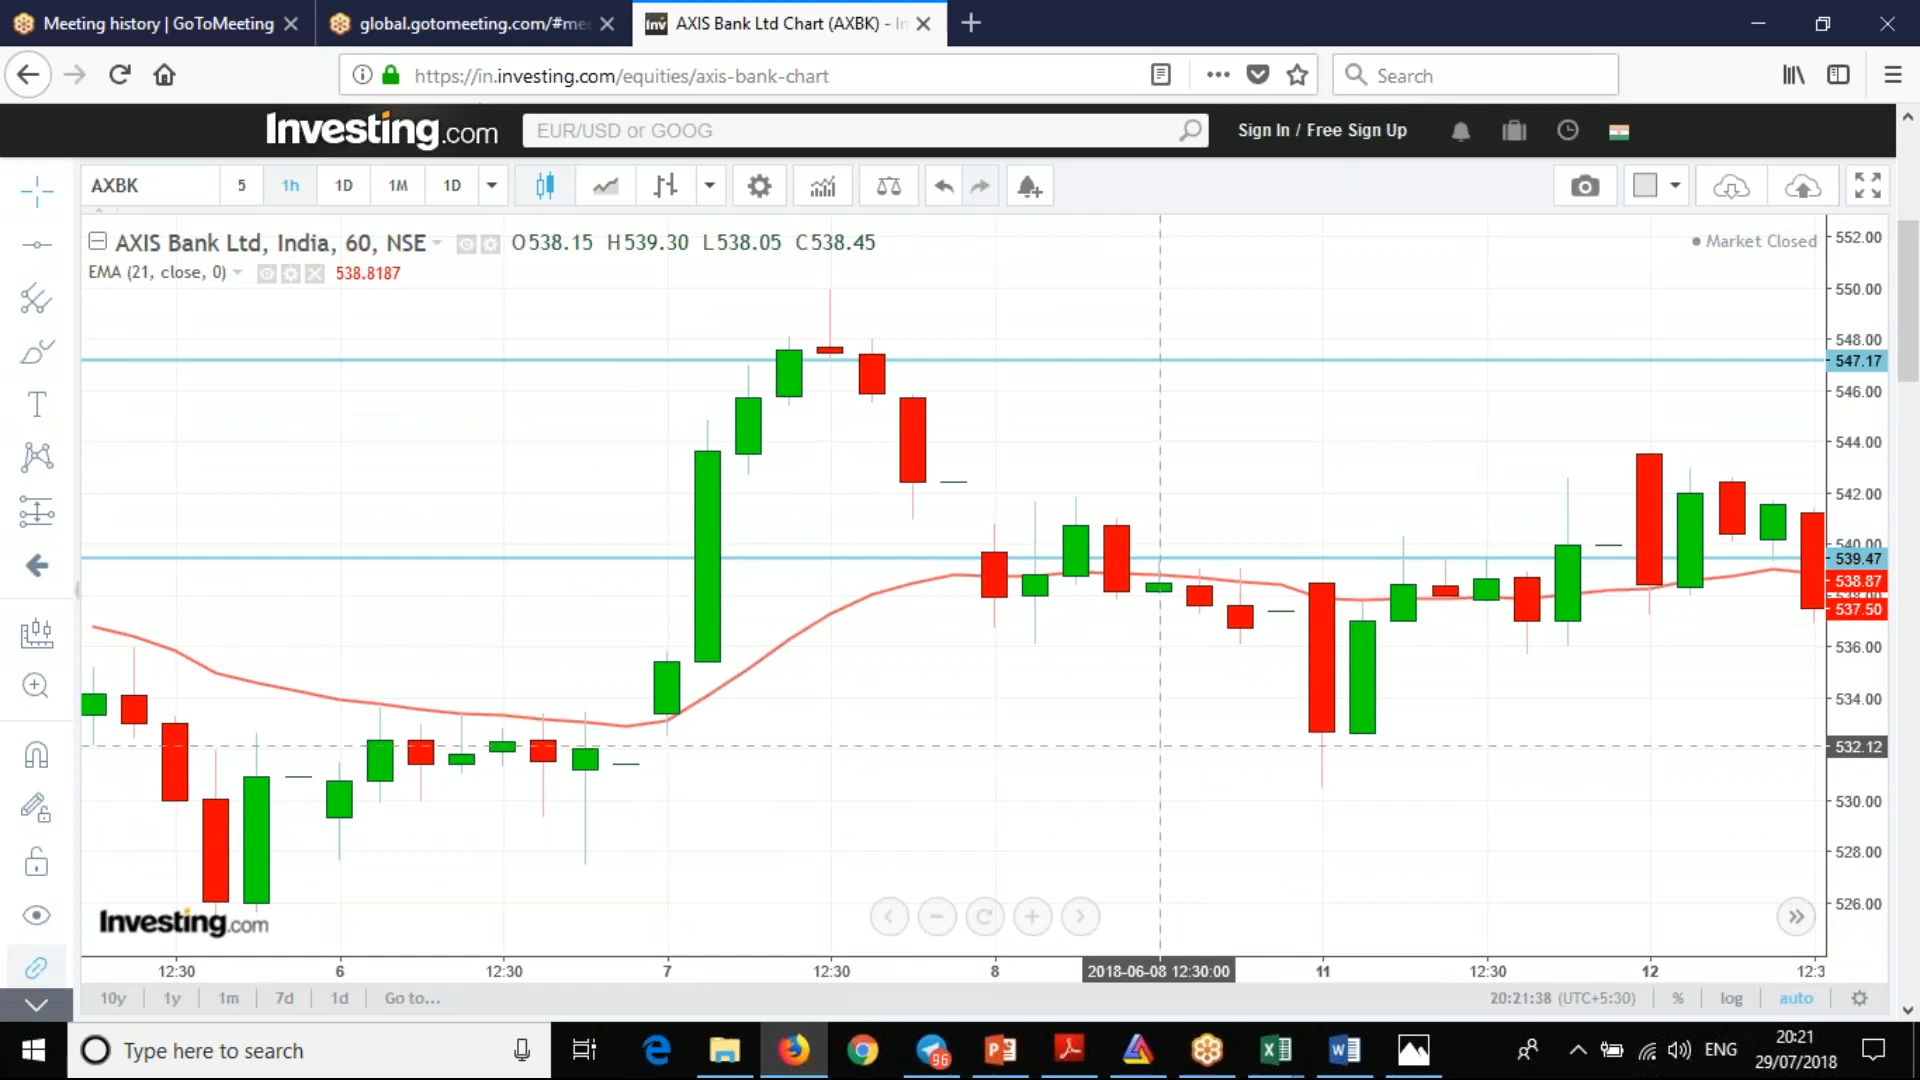 Meeting history | GoToMeeting
global.gotomeeting.com/#me
AXIS Bank Ltd Chart (AXBK) - In
https://in.investing.com/equities/axis-bank-chart
Search
Investing.com
EUR/USD or GOOG
Sign In / Free Sign Up
AXBK
5
1h
1D
1M
1D
AXIS Bank Ltd, India, 60, NSE
O538.15 H539.30 L538.05 C538.45
Market Closed
EMA (21, close, 0)
538.8187
552.00
550.00
548.00
547.17
546.00
544.00
542.00
540.00
539.47
538.87
538.00
537.50
536.00
534.00
532.12
530.00
528.00
526.00
Investing.com
12:30
6
12:30
7
12:30
8
2018-06-08 12:30:00
11
12:30
12
12:3
10y
1y
1m
7d
1d
Go to...
20:21:38 (UTC+5:30)
%
log
auto
Type here to search
96
ENG
20:21
29/07/2018